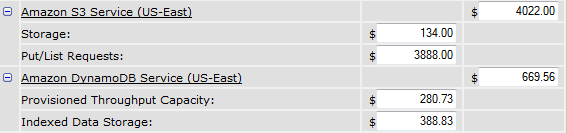 Amazon S3 Service (US-East) $ 4022.00
Storage: $ 134.00
Put/List Requests: $ 3888.00
Amazon DynamoDB Service (US-East) $ 669.56
Provisioned Throughput Capacity: $ 280.73
Indexed Data Storage: $ 388.83